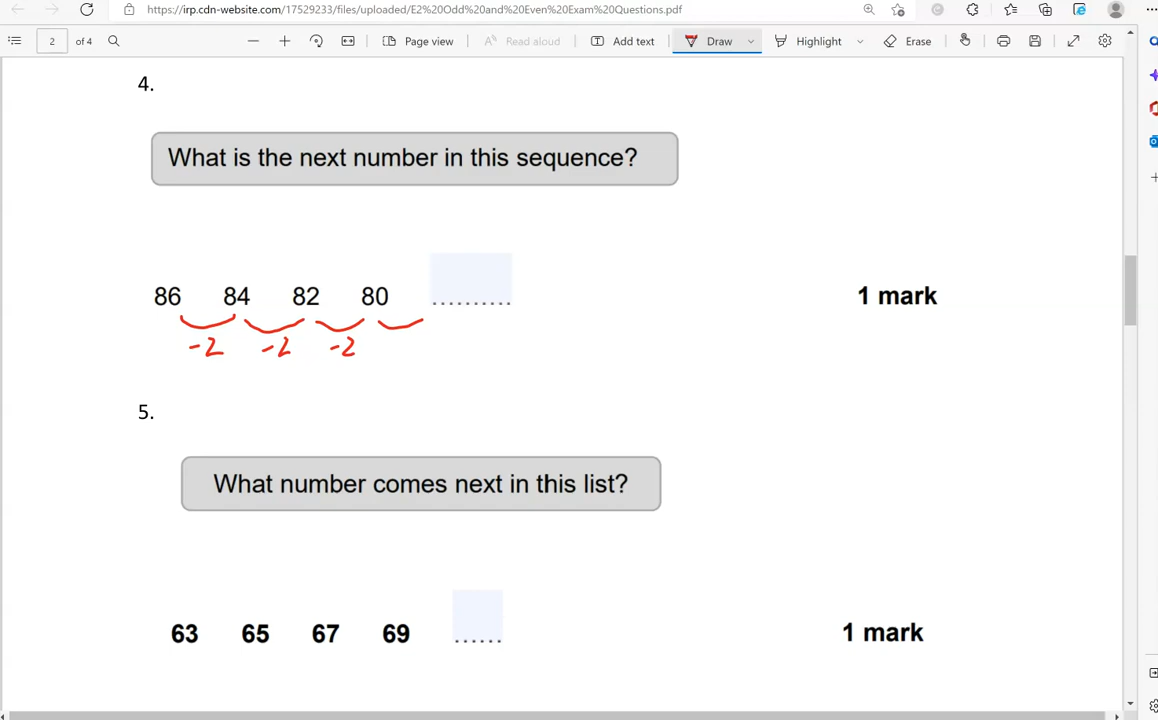 https://irp.cdn-website.com/17529233/files/uploaded/E2%20Odd%20and%20Even%20Exam%20Questions.pdf
2 of 4 Page view Read aloud Add text Draw Highlight Erase
4.
What is the next number in this sequence?
86 84 82 80 .......... 1 mark
-2 -2 -2
5.
What number comes next in this list?
63 65 67 69 ...... 1 mark